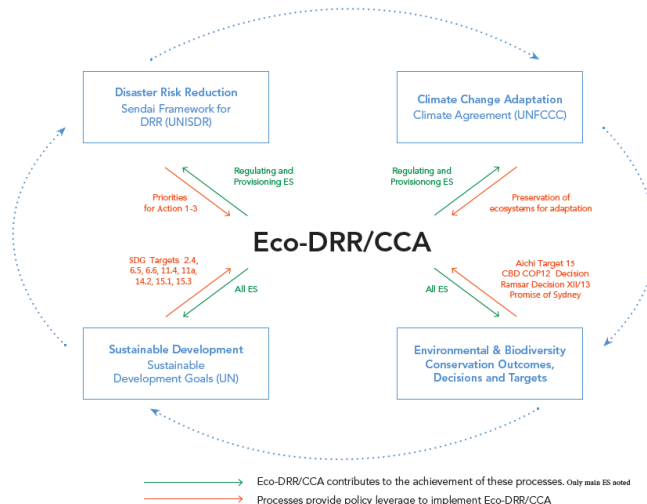 Disaster Risk Reduction
Sendai Framework for
DRR (UNISDR)
Climate Change Adaptation
Climate Agreement (UNFCCC)
Regulating and
Provisioning ES
Regulating and
Provisionong ES
Priorities
for Action 1-3
Preservation of
ecosystems for adaptation
Eco-DRR/CCA
SDG Targets 2.4,
6.5, 6.6, 11.4, 11a,
14.2, 15.1, 15.3
All ES
All ES
Aichi Target 15
CBD COP12 Decision
Ramsar Decision XII/13
Promise of Sydney
Sustainable Development
Sustainable
Development Goals (UN)
Environmental & Biodiversity
Conservation Outcomes,
Decisions and Targets
Eco-DRR/CCA contributes to the achievement of these processes. Only main ES noted
Processes provide policy leverage to implement Eco-DRR/CCA